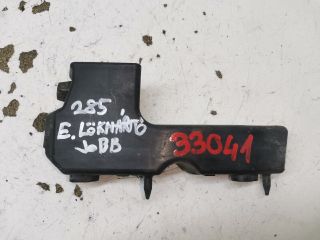 285.
E. LÖKHÁRÍTÓ
JOBB
33041